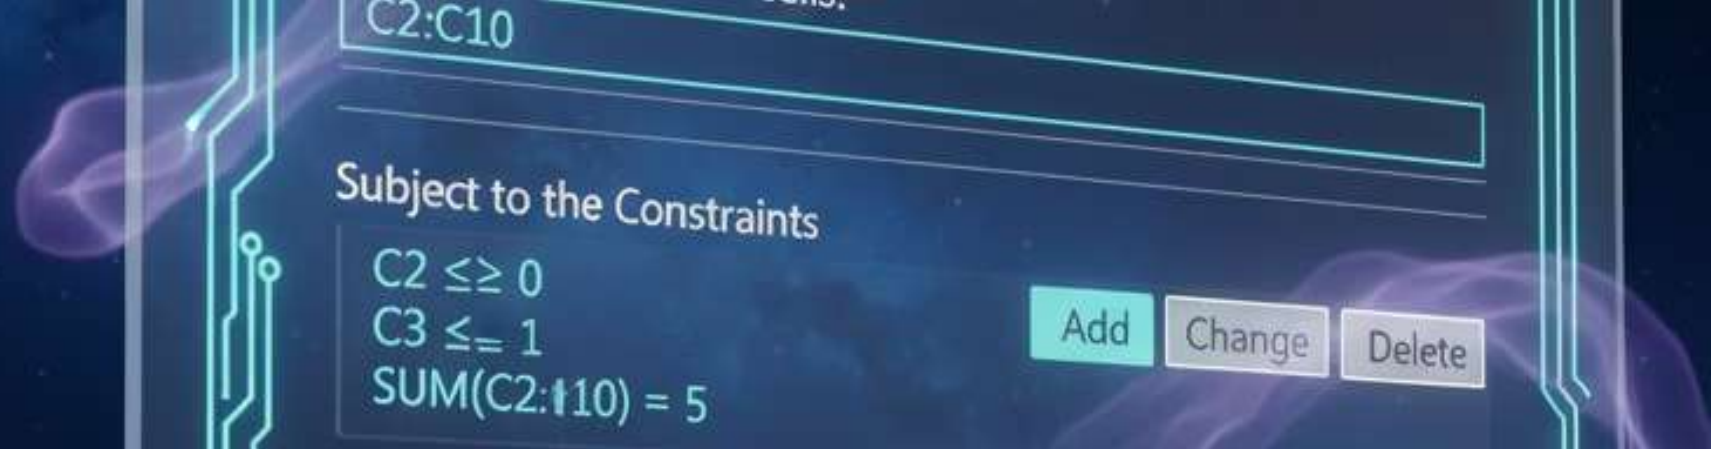 C2:C10
Subject to the Constraints
C2 ≤≥ 0
C3 ≤= 1
SUM(C2:‖10) = 5
Add Change Delete